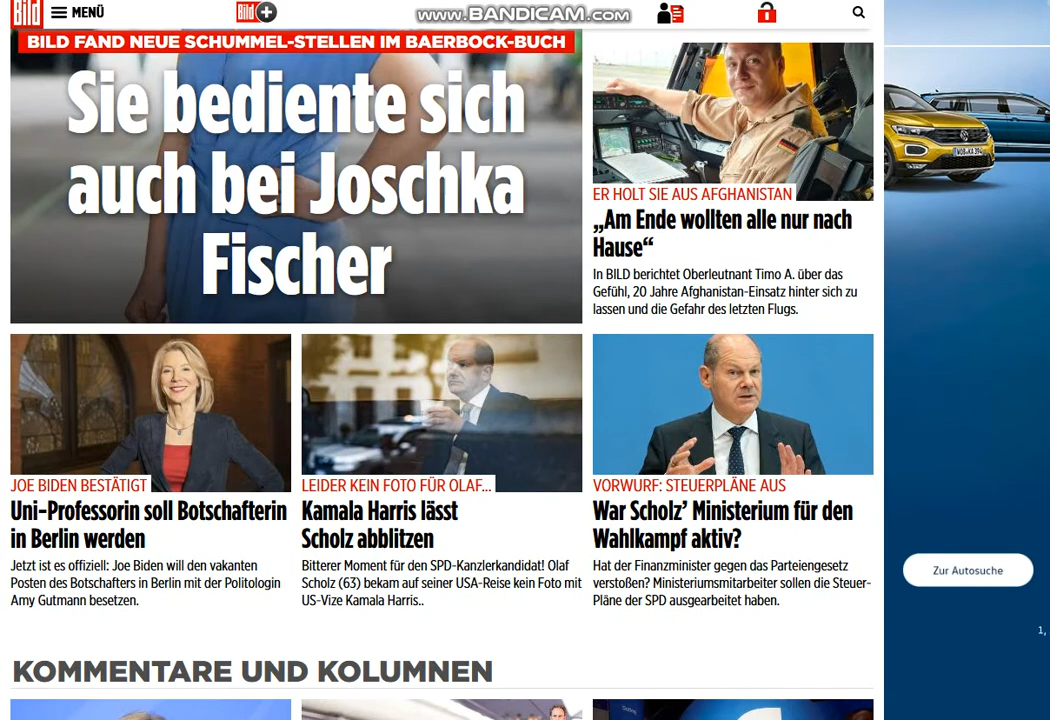 Bild
MENÜ
Bild +
www.BANDICAM.com
BILD FAND NEUE SCHUMMEL-STELLEN IM BAERBOCK-BUCH
Sie bediente sich
auch bei Joschka
Fischer
ER HOLT SIE AUS AFGHANISTAN
„Am Ende wollten alle nur nach
Hause“
In BILD berichtet Oberleutnant Timo A. über das
Gefühl, 20 Jahre Afghanistan-Einsatz hinter sich zu
lassen und die Gefahr des letzten Flugs.
JOE BIDEN BESTÄTIGT
Uni-Professorin soll Botschafterin
in Berlin werden
Jetzt ist es offiziell: Joe Biden will den vakanten
Posten des Botschafters in Berlin mit der Politologin
Amy Gutmann besetzen.
LEIDER KEIN FOTO FÜR OLAF...
Kamala Harris lässt
Scholz abblitzen
Bitterer Moment für den SPD-Kanzlerkandidat! Olaf
Scholz (63) bekam auf seiner USA-Reise kein Foto mit
US-Vize Kamala Harris..
VORWURF: STEUERPLÄNE AUS
War Scholz’ Ministerium für den
Wahlkampf aktiv?
Hat der Finanzminister gegen das Parteiengesetz
verstoßen? Ministeriumsmitarbeiter sollen die Steuer-
Pläne der SPD ausgearbeitet haben.
Zur Autosuche
1,
KOMMENTARE UND KOLUMNEN